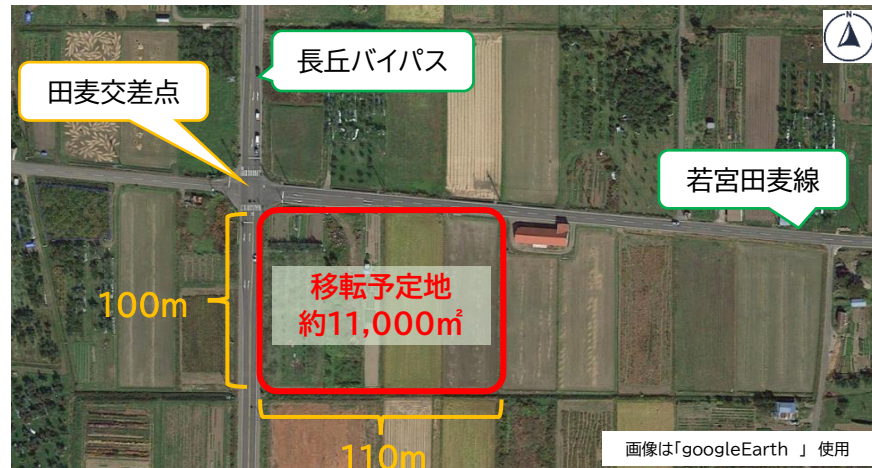 N
長丘バイパス
田麦交差点
若宮田麦線
移転予定地
約11,000㎡
100m
110m
画像は「googleEarth 」 使用